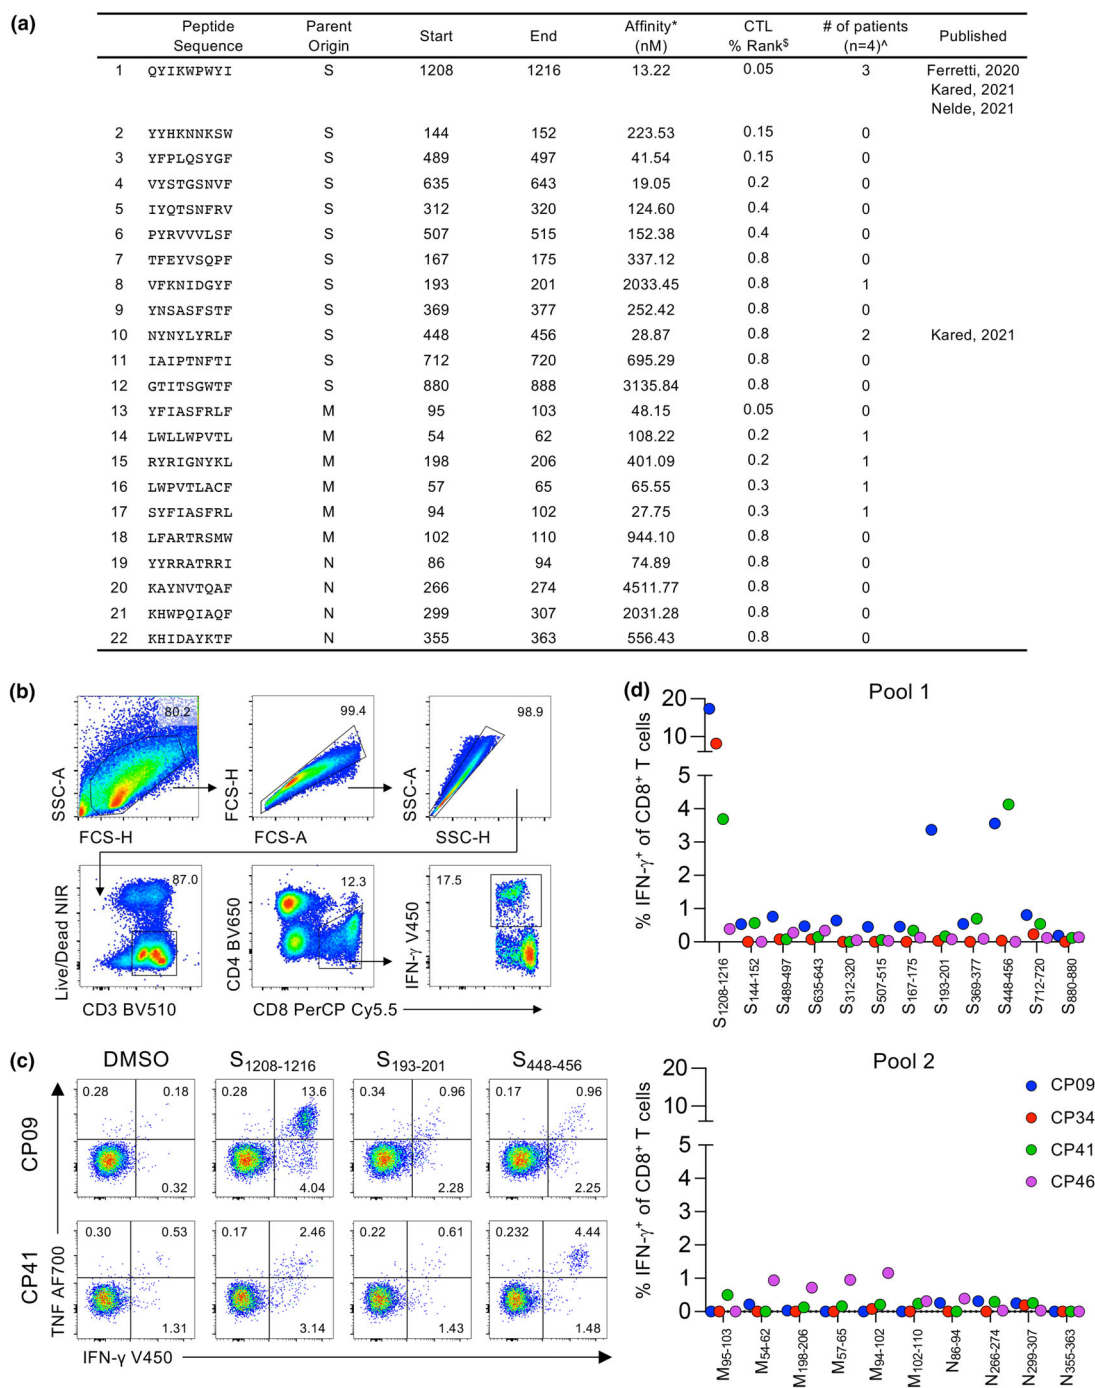 (a)
Peptide Sequence Parent Origin Start End Affinity* (nM) CTL % Rank$ # of patients (n=4)^ Published
1 QYIKWPWYI S 1208 1216 13.22 0.05 3 Ferretti, 2020
Kared, 2021
Nelde, 2021
2 YYHKNNKSW S 144 152 223.53 0.15 0
3 YFPLQSYGF S 489 497 41.54 0.15 0
4 VYSTGSNVF S 635 643 19.05 0.2 0
5 IYQTSNFRV S 312 320 124.60 0.4 0
6 PYRVVVLSF S 507 515 152.38 0.4 0
7 TFEYVSQPF S 167 175 337.12 0.8 0
8 VFKNIDGYF S 193 201 2033.45 0.8 1
9 YNSASFSTF S 369 377 252.42 0.8 0
10 NYNYLYRLF S 448 456 28.87 0.8 2 Kared, 2021
11 IAIPTNFTI S 712 720 695.29 0.8 0
12 GTITSGWTF S 880 888 3135.84 0.8 0
13 YFIASFRLF M 95 103 48.15 0.05 0
14 LWLLWPVTL M 54 62 108.22 0.2 1
15 RYRIGNYKL M 198 206 401.09 0.2 1
16 LWPVTLACF M 57 65 65.55 0.3 1
17 SYFIASFRL M 94 102 27.75 0.3 1
18 LFARTRSMW M 102 110 944.10 0.8 0
19 YYRRATRRI N 86 94 74.89 0.8 0
20 KAYNVTQAF N 266 274 4511.77 0.8 0
21 KHWPQIAQF N 299 307 2031.28 0.8 0
22 KHIDAYKTF N 355 363 556.43 0.8 0
(b)
80.2
SSC-A
FCS-H
99.4
FCS-H
FCS-A
98.9
SSC-A
SSC-H
87.0
Live/Dead NIR
CD3 BV510
12.3
CD4 BV650
CD8 PerCP Cy5.5
17.5
IFN-γ V450
(c)
DMSO S1208-1216 S193-201 S448-456
CP09
0.28 0.18 0.28 13.6 0.34 0.96 0.17 0.96
0.32 4.04 2.28 2.25
CP41
0.30 0.53 0.17 2.46 0.22 0.61 0.232 4.44
1.31 3.14 1.43 1.48
TNF AF700
IFN-γ V450
(d)
Pool 1
% IFN-γ+ of CD8+ T cells
20
10
5
4
3
2
1
0
S1208-1216 S144-152 S489-497 S635-643 S312-320 S507-515 S167-175 S193-201 S369-377 S448-456 S712-720 S880-880
Pool 2
% IFN-γ+ of CD8+ T cells
20
10
5
4
3
2
1
0
CP09
CP34
CP41
CP46
M95-103 M54-62 M198-206 M57-65 M94-102 M102-110 N86-94 N266-274 N299-307 N355-363